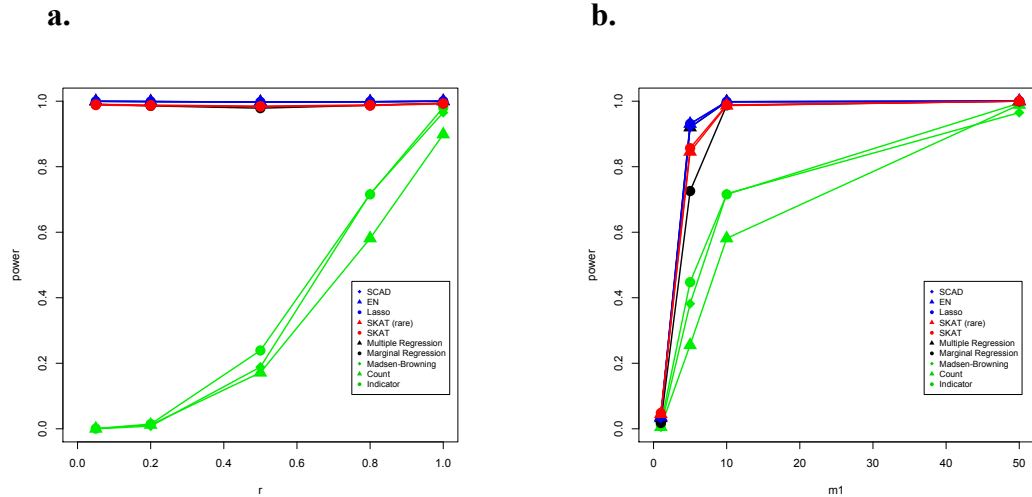 a.
power
1.0
0.8
0.6
0.4
0.2
0.0
SCAD
EN
Lasso
SKAT (rare)
SKAT
Multiple Regression
Marginal Regression
Madsen-Browning
Count
Indicator
0.0 0.2 0.4 0.6 0.8 1.0
r
b.
power
1.0
0.8
0.6
0.4
0.2
0.0
SCAD
EN
Lasso
SKAT (rare)
SKAT
Multiple Regression
Marginal Regression
Madsen-Browning
Count
Indicator
0 10 20 30 40 50
m1